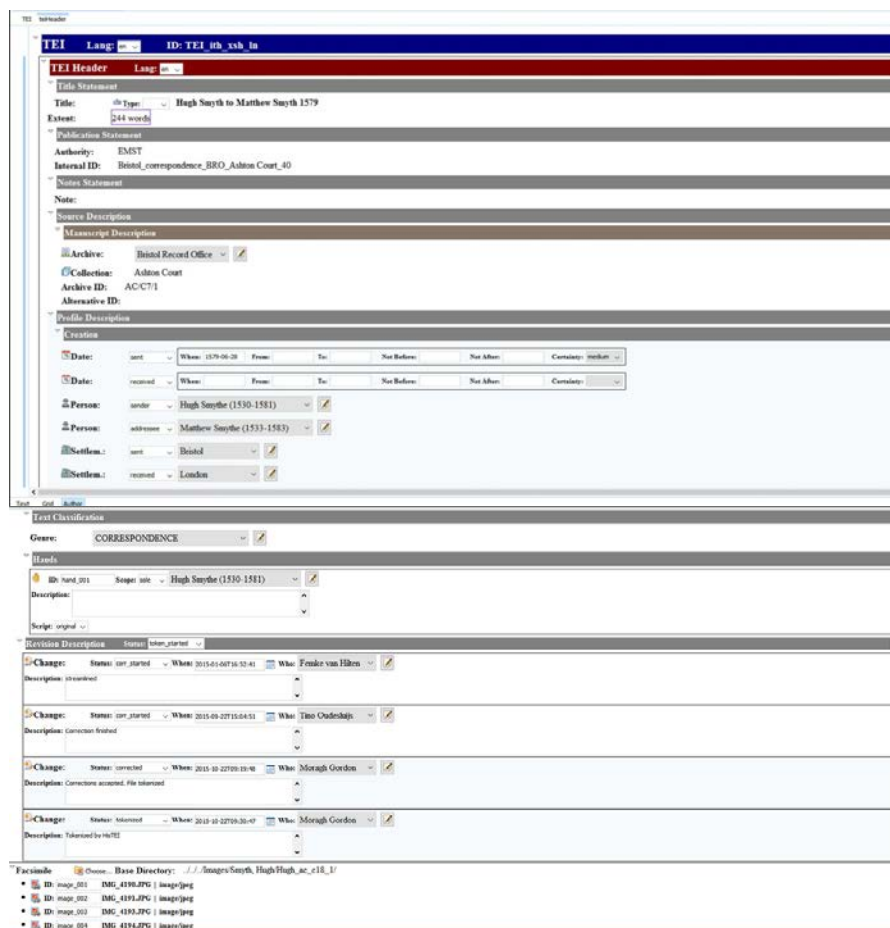 TEI teiHeader
TEI Lang: en ID: TEI_ith_xsh_ln
TEI Header Lang: en
Title Statement
Title: Type: Hugh Smyth to Matthew Smyth 1579
Extent: 244 words
Publication Statement
Authority: EMST
Internal ID: Bristol_correspondence_BRO_Ashton Court_40
Notes Statement
Note:
Source Description
Manuscript Description
Archive: Bristol Record Office
Collection: Ashton Court
Archive ID: AC/C7/1
Alternative ID:
Profile Description
Creation
Date: sent When: 1579-06-20 From: To: Not Before: Not After: Certainty: medium
Date: received When: From: To: Not Before: Not After: Certainty:
Person: sender Hugh Smythe (1530-1581)
Person: addressee Matthew Smythe (1533-1583)
Settlem.: sent Bristol
Settlem.: received London
Text Grid Author
Text Classification
Genre: CORRESPONDENCE
Hands
ID: hand_001 Scope: sole Hugh Smythe (1530-1581)
Description:
Script: original
Revision Description Status: token_started
Change: Status: corr_started When: 2015-01-06T16:52:41 Who: Femke van Hilten
Description: streamlined
Change: Status: corr_started When: 2015-09-22T15:04:51 Who: Tino Oudesluijs
Description: Correction finished
Change: Status: corrected When: 2015-10-22T09:19:48 Who: Moragh Gordon
Description: Corrections accepted, File tokenized
Change: Status: tokenized When: 2015-10-22T09:30:47 Who: Moragh Gordon
Description: Tokenized by HisTEI
Facsimile Choose... Base Directory: ../../../Images/Smyth, Hugh/Hugh_ac_c18_1/
• ID: image_001 IMG_4190.JPG | image/jpeg
• ID: image_002 IMG_4191.JPG | image/jpeg
• ID: image_003 IMG_4193.JPG | image/jpeg
• ID: image_004 IMG_4194.JPG | image/jpeg